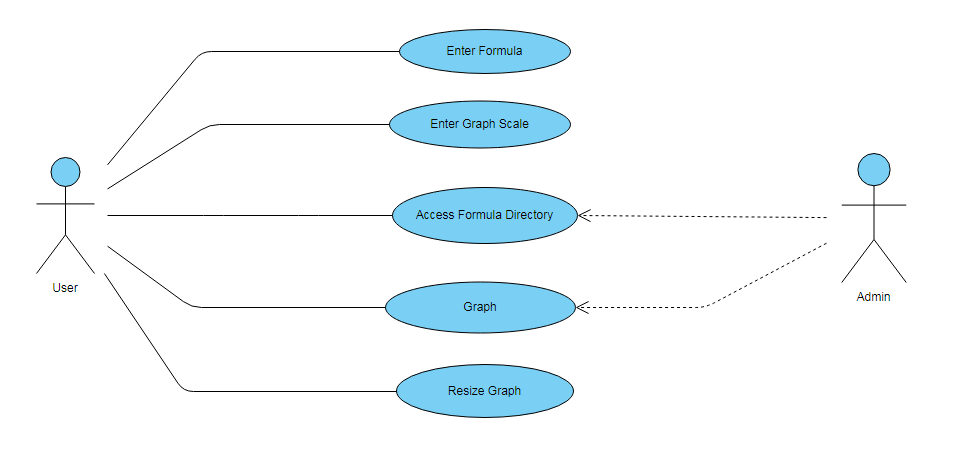 Enter Formula
Enter Graph Scale
Access Formula Directory
User
Admin
Graph
Resize Graph